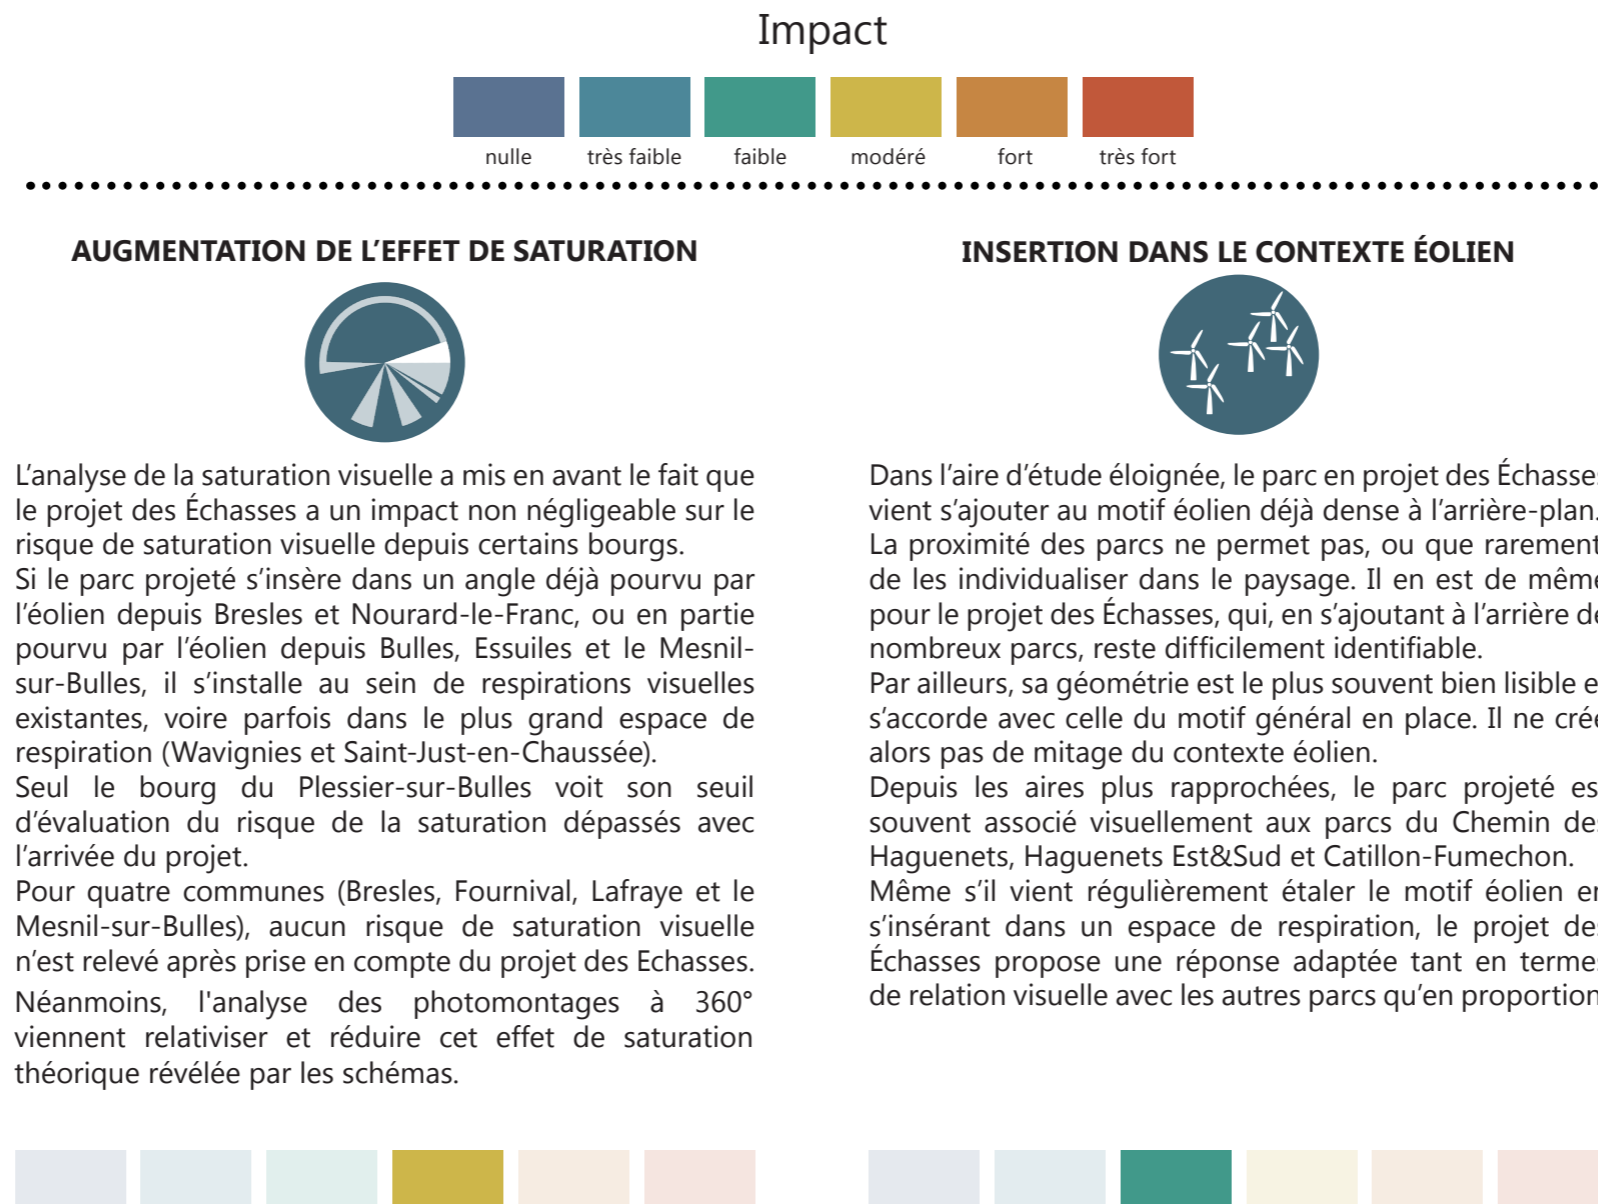 Impact
nulle
très faible
faible
modéré
fort
très fort
AUGMENTATION DE L’EFFET DE SATURATION
L’analyse de la saturation visuelle a mis en avant le fait que
le projet des Échasses a un impact non négligeable sur le
risque de saturation visuelle depuis certains bourgs.
Si le parc projeté s’insère dans un angle déjà pourvu par
l’éolien depuis Bresles et Nourard-le-Franc, ou en partie
pourvu par l’éolien depuis Bulles, Essuiles et le Mesnil-
sur-Bulles, il s’installe au sein de respirations visuelles
existantes, voire parfois dans le plus grand espace de
respiration (Wavignies et Saint-Just-en-Chaussée).
Seul le bourg du Plessier-sur-Bulles voit son seuil
d’évaluation du risque de la saturation dépassés avec
l’arrivée du projet.
Pour quatre communes (Bresles, Fournival, Lafraye et le
Mesnil-sur-Bulles), aucun risque de saturation visuelle
n’est relevé après prise en compte du projet des Echasses.
Néanmoins, l'analyse des photomontages à 360°
viennent relativiser et réduire cet effet de saturation
théorique révélée par les schémas.
INSERTION DANS LE CONTEXTE ÉOLIEN
Dans l’aire d’étude éloignée, le parc en projet des Échasses
vient s’ajouter au motif éolien déjà dense à l’arrière-plan.
La proximité des parcs ne permet pas, ou que rarement
de les individualiser dans le paysage. Il en est de même
pour le projet des Échasses, qui, en s’ajoutant à l’arrière de
nombreux parcs, reste difficilement identifiable.
Par ailleurs, sa géométrie est le plus souvent bien lisible e
s’accorde avec celle du motif général en place. Il ne crée
alors pas de mitage du contexte éolien.
Depuis les aires plus rapprochées, le parc projeté es
souvent associé visuellement aux parcs du Chemin des
Haguenets, Haguenets Est&Sud et Catillon-Fumechon.
Même s’il vient régulièrement étaler le motif éolien en
s’insérant dans un espace de respiration, le projet des
Échasses propose une réponse adaptée tant en termes
de relation visuelle avec les autres parcs qu’en proportion